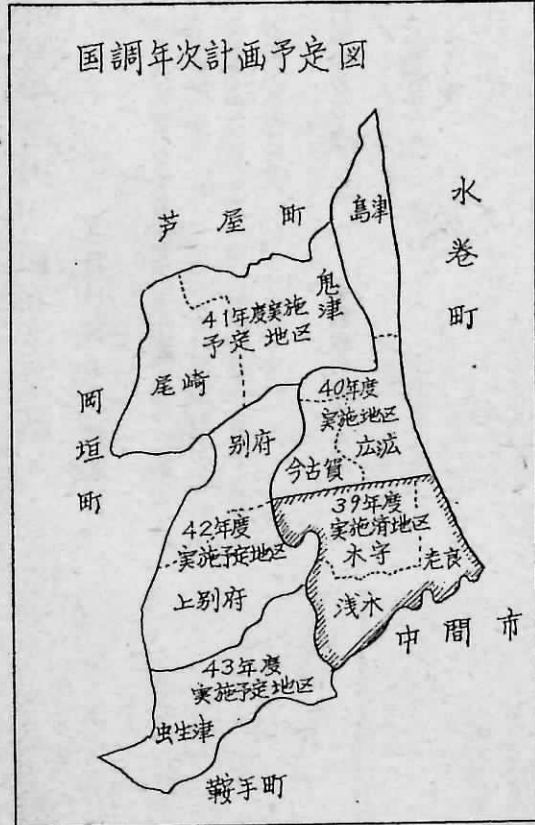 国調年次計画予定図
芦屋町
水巻町
島津
鬼津
41年度実施
予定地区
尾崎
岡垣町
40年度
実施地区
別府
広渡
今古賀
39年度
実施済地区
42年度
実施予定地区
木守
老良
上別府
浅木
中間市
43年度
実施予定地区
虫生津
鞍手町